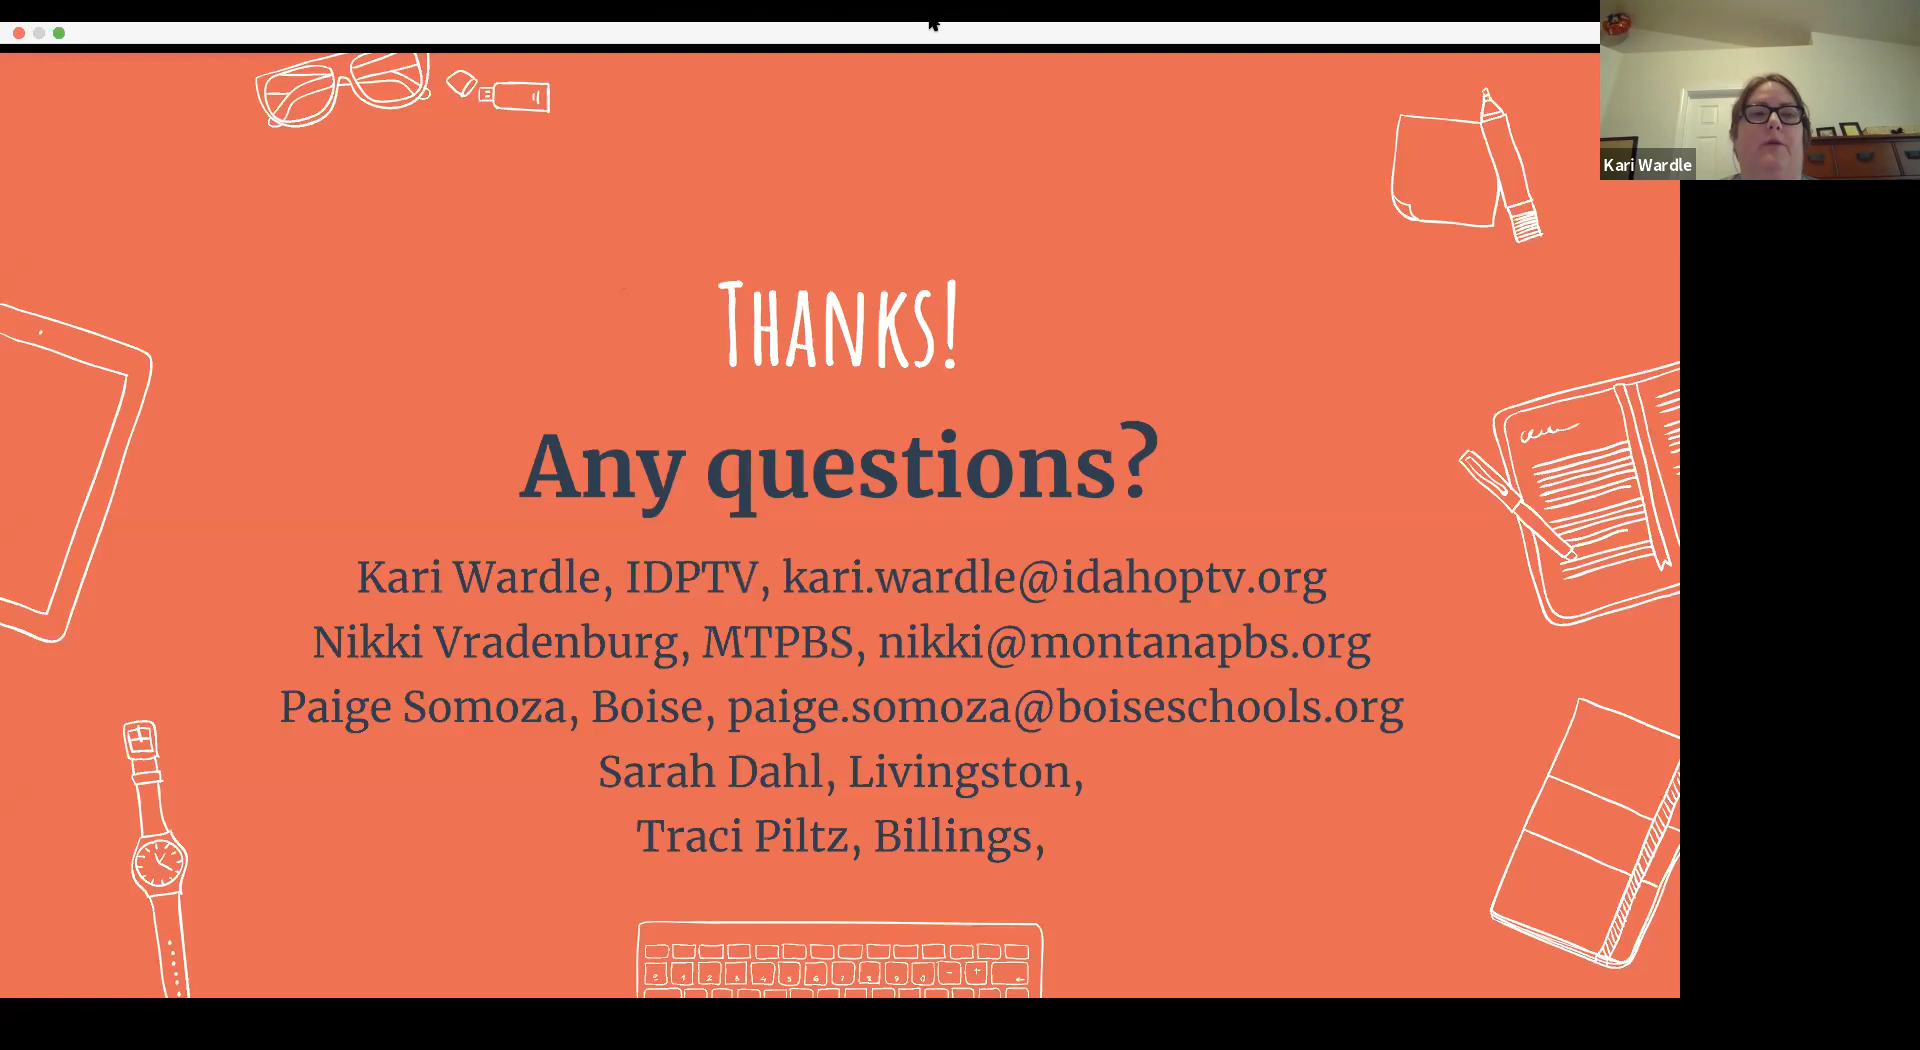 Kari Wardle
THANKS!
Any questions?
Kari Wardle, IDPTV, kari.wardle@idahoptv.org
Nikki Vradenburg, MTPBS, nikki@montanapbs.org
Paige Somoza, Boise, paige.somoza@boiseschools.org
Sarah Dahl, Livingston,
Traci Piltz, Billings,